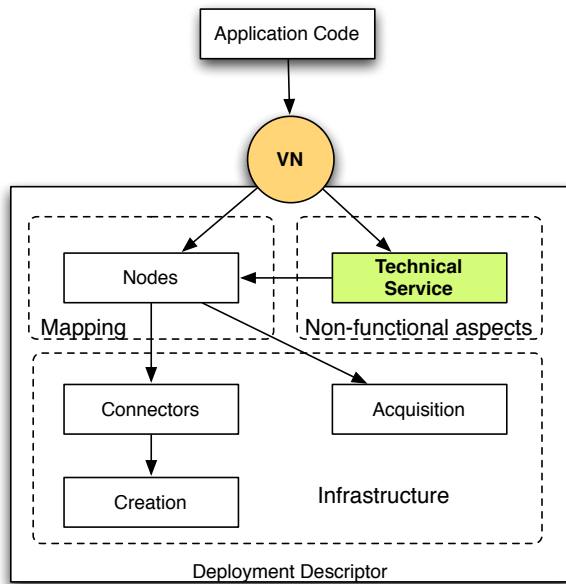 Application Code
VN
Nodes
Technical
Service
Mapping
Non-functional aspects
Connectors
Acquisition
Creation
Infrastructure
Deployment Descriptor